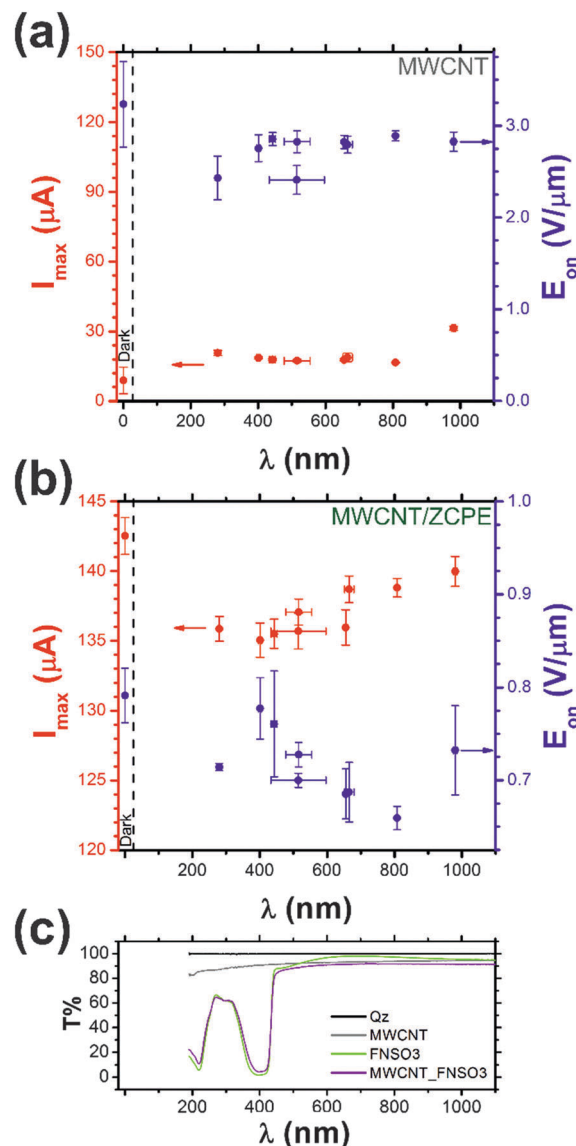 (a)
MWCNT
150
120
90
60
30
0
I_max (μA)
3.0
2.0
1.0
0.0
E_on (V/μm)
Dark
0 200 400 600 800 1000
λ (nm)
(b)
MWCNT/ZCPE
145
140
135
130
125
120
I_max (μA)
1.0
0.9
0.8
0.7
E_on (V/μm)
Dark
0 200 400 600 800 1000
λ (nm)
(c)
100
80
60
40
20
0
T%
Qz
MWCNT
FNSO3
MWCNT_FNSO3
200 400 600 800 1000
λ (nm)